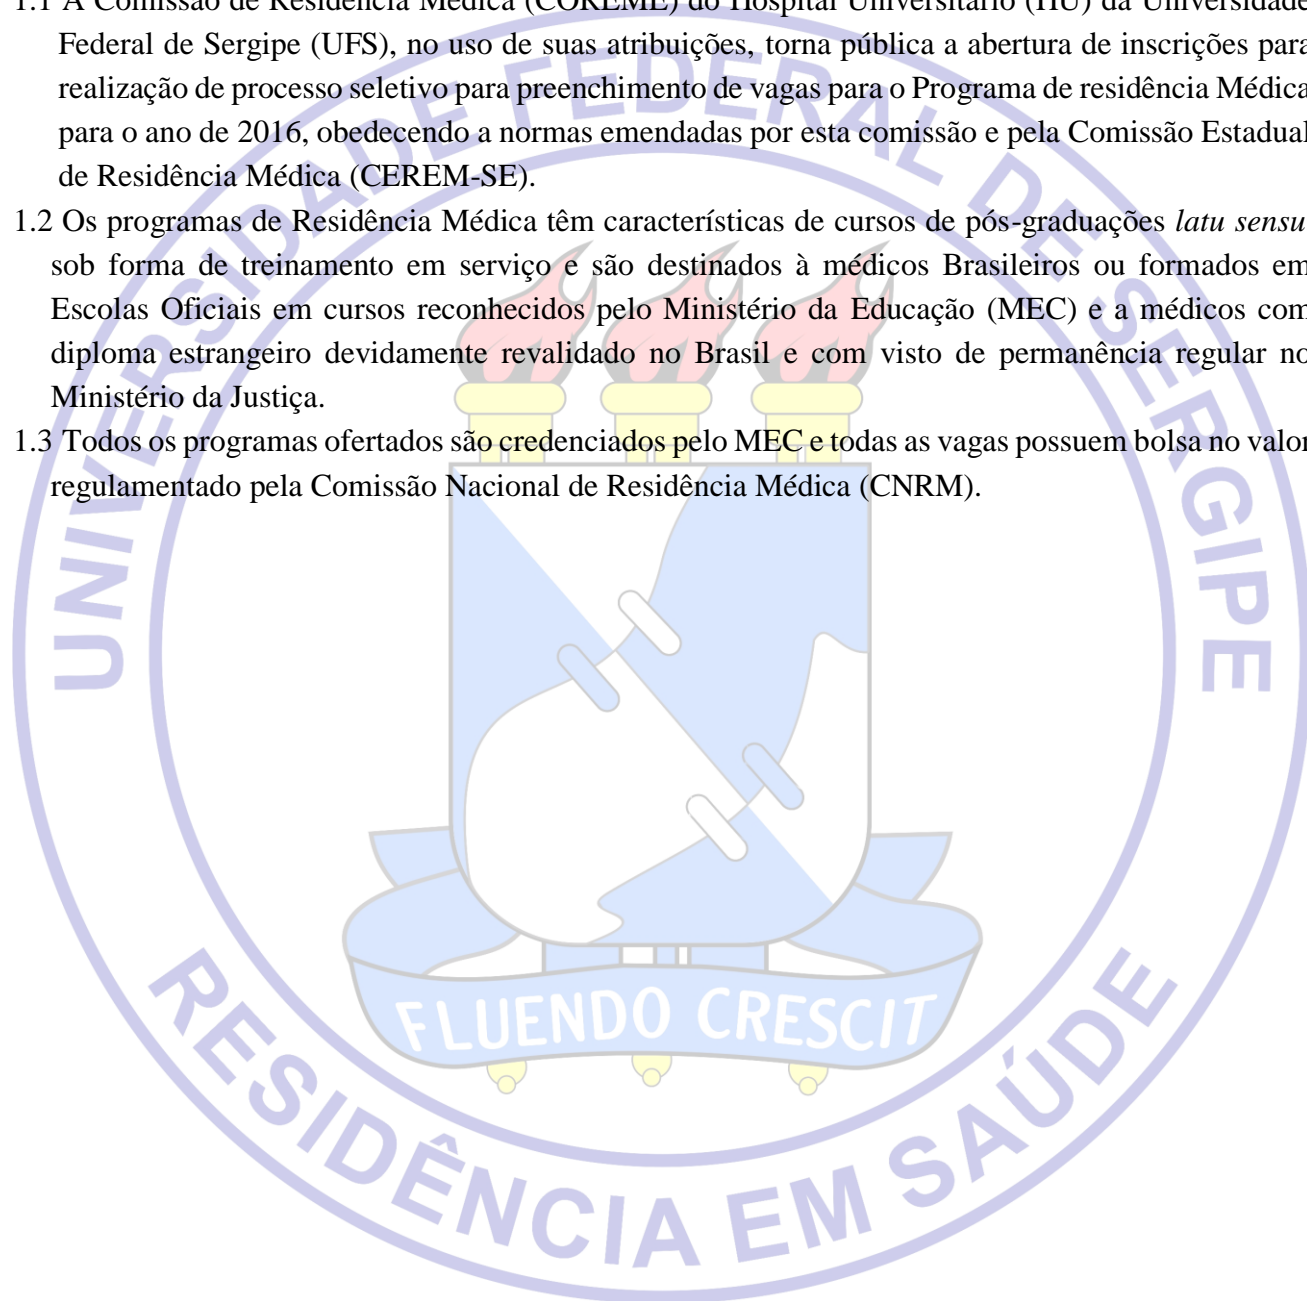 1.1 A Comissão de Residência Médica (COREME) do Hospital Universitário (HU) da Universidade
Federal de Sergipe (UFS), no uso de suas atribuições, torna pública a abertura de inscrições para
realização de processo seletivo para preenchimento de vagas para o Programa de residência Médica
para o ano de 2016, obedecendo a normas emendadas por esta comissão e pela Comissão Estadual
de Residência Médica (CEREM-SE).
1.2 Os programas de Residência Médica têm características de cursos de pós-graduações latu sensu
sob forma de treinamento em serviço e são destinados à médicos Brasileiros ou formados em
Escolas Oficiais em cursos reconhecidos pelo Ministério da Educação (MEC) e a médicos com
diploma estrangeiro devidamente revalidado no Brasil e com visto de permanência regular no
Ministério da Justiça.
1.3 Todos os programas ofertados são credenciados pelo MEC e todas as vagas possuem bolsa no valor
regulamentado pela Comissão Nacional de Residência Médica (CNRM).
UNIVERSIDADE FEDERAL DE SERGIPE
FLUENDO CRESCIT
RESIDÊNCIA EM SAÚDE